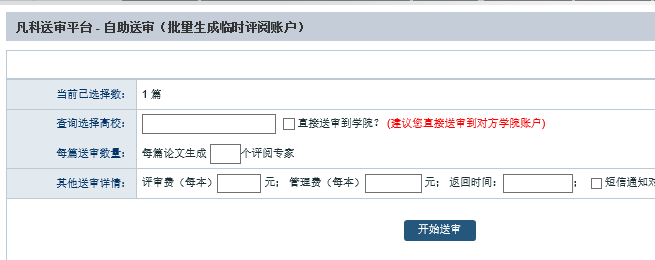 凡科送审平台 - 自助送审（批量生成临时评阅账户）
当前已选择数： 1 篇
查询选择高校： 直接送审到学院？ (建议您直接送审到对方学院账户)
每篇送审数量： 每篇论文生成 个评阅专家
其他送审详情： 评审费（每本） 元； 管理费（每本） 元； 返回时间： ； 短信通知对
开始送审